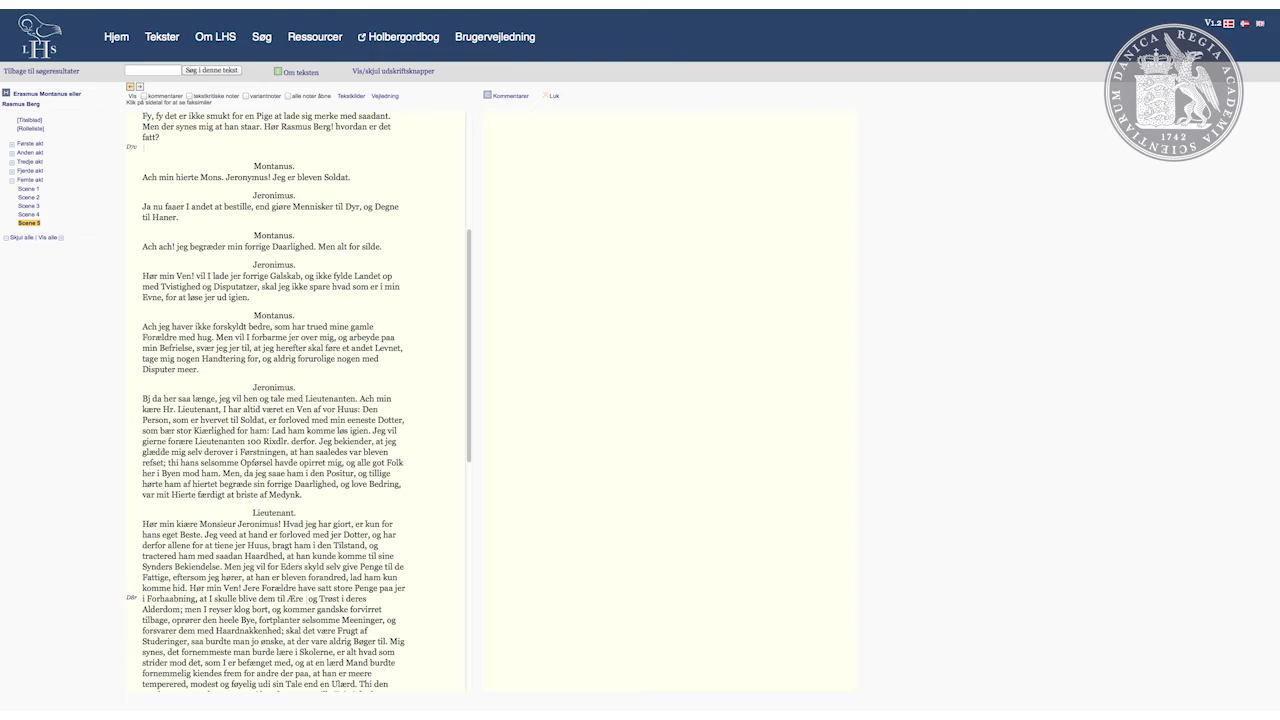 LHS
Hjem Tekster Om LHS Søg Ressourcer Holbergordbog Brugervejledning
V1.2
SCIENTIARUM DANICA REGIA ACADEMIA
1742
Tilbage til søgeresultater
Søg i denne tekst
Om teksten
Vis/skjul udskriftsknapper
H Erasmus Montanus eller
Rasmus Berg
[Titelblad]
[Rolleliste]
Første akt
Anden akt
Tredje akt
Fjerde akt
Femte akt
Scene 1
Scene 2
Scene 3
Scene 4
Scene 5
Skjul alle | Vis alle
Vis kommentarer tekstkritiske noter variantnoter alle noter åbne Tekstkilder Vejledning
Klik på sidetal for at se faksimiler
Kommentarer
Luk
Fy, fy det er ikke smukt for en Pige at lade sig merke med saadant.
Men der synes mig at han staar. Hør Rasmus Berg! hvordan er det
fatt?
D7v
Montanus.
Ach min hierte Mons. Jeronymus! Jeg er bleven Soldat.
Jeronimus.
Ja nu faaer I andet at bestille, end giøre Mennisker til Dyr, og Degne
til Haner.
Montanus.
Ach ach! jeg begræder min forrige Daarlighed. Men alt for silde.
Jeronimus.
Hør min Ven! vil I lade jer forrige Galskab, og ikke fylde Landet op
med Tvistighed og Disputatzer, skal jeg ikke spare hvad som er i min
Evne, for at løse jer ud igien.
Montanus.
Ach jeg haver ikke forskyldt bedre, som har trued mine gamle
Forældre med hug. Men vil I forbarme jer over mig, og arbeyde paa
min Befrielse, svær jeg jer til, at jeg herefter skal føre et andet Levnet,
tage mig nogen Handtering for, og aldrig forurolige nogen med
Disputer meer.
Jeronimus.
Bj da her saa længe, jeg vil hen og tale med Lieutenanten. Ach min
kære Hr. Lieutenant, I har altid været en Ven af vor Huus: Den
Person, som er hvervet til Soldat, er forloved med min eeneste Dotter,
som bær stor Kiærlighed for ham: Lad ham komme løs igien. Jeg vil
gierne forære Lieutenanten 100 Rixdlr. derfor. Jeg bekiender, at jeg
glædde mig selv derover i Førstningen, at han saaledes var bleven
refset; thi hans selsomme Opførsel havde opirret mig, og alle got Folk
her i Byen mod ham. Men, da jeg saae ham i den Positur, og tillige
hørte ham af hiertet begræde sin forrige Daarlighed, og love Bedring,
var mit Hierte færdigt at briste af Medynk.
Lieutenant.
Hør min kiære Monsieur Jeronimus! Hvad jeg har giort, er kun for
hans eget Beste. Jeg veed at hand er forloved med jer Dotter, og har
derfor allene for at tiene jer Huus, bragt ham i den Tilstand, og
tractered ham med saadan Haardhed, at han kunde komme til sine
Synders Bekiendelse. Men jeg vil for Eders skyld selv give Penge til de
Fattige, eftersom jeg hører, at han er bleven forandred, lad ham kun
komme hid. Hør min Ven! Jere Forældre have satt store Penge paa jer
D8r
i Forhaabning, at I skulle blive dem til Ære og Trøst i deres
Alderdom; men I reyser klog bort, og kommer gandske forvirret
tilbage, oprører den heele Bye, fortplanter selsomme Meeninger, og
forsvarer dem med Haardnakkenhed; skal det være Frugt af
Studeringer, saa burdte man jo ønske, at der vare aldrig Bøger til. Mig
synes, det fornemmeste man burde lære i Skolerne, er alt hvad som
strider mod det, som I er befænget med, og at en lærd Mand burdte
fornemmelig kiendes frem for andre der paa, at han er meere
temperered, modest og føyelig udi sin Tale end en Ulærd. Thi den